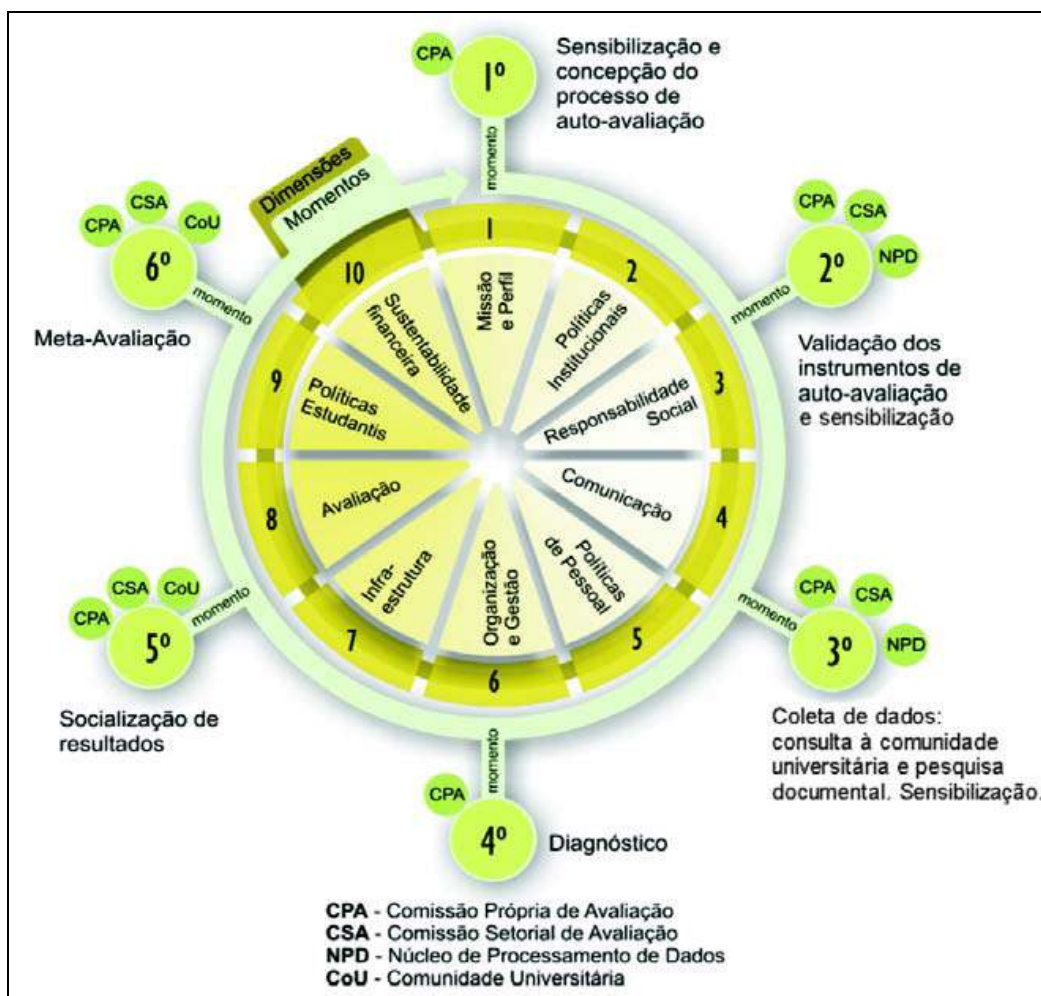 CPA
1º
momento
Sensibilização e
concepção do
processo de
auto-avaliação
Dimensões
Momentos
CPA
CSA
NPD
2º
momento
Validação dos
instrumentos de
auto-avaliação
e sensibilização
CPA
CSA
NPD
3º
momento
Coleta de dados:
consulta à comunidade
universitária e pesquisa
documental. Sensibilização.
CPA
4º
momento
Diagnóstico
CPA
CSA
CoU
5º
momento
Socialização de
resultados
CPA
CSA
CoU
6º
momento
Meta-Avaliação
1
Missão
e Perfil
2
Políticas
Institucionais
3
Responsabilidade
Social
4
Comunicação
5
Políticas
de Pessoal
6
Organização
e Gestão
7
Infra-
estrutura
8
Avaliação
9
Políticas
Estudantis
10
Sustentabilidade
financeira
CPA - Comissão Própria de Avaliação
CSA - Comissão Setorial de Avaliação
NPD - Núcleo de Processamento de Dados
CoU - Comunidade Universitária